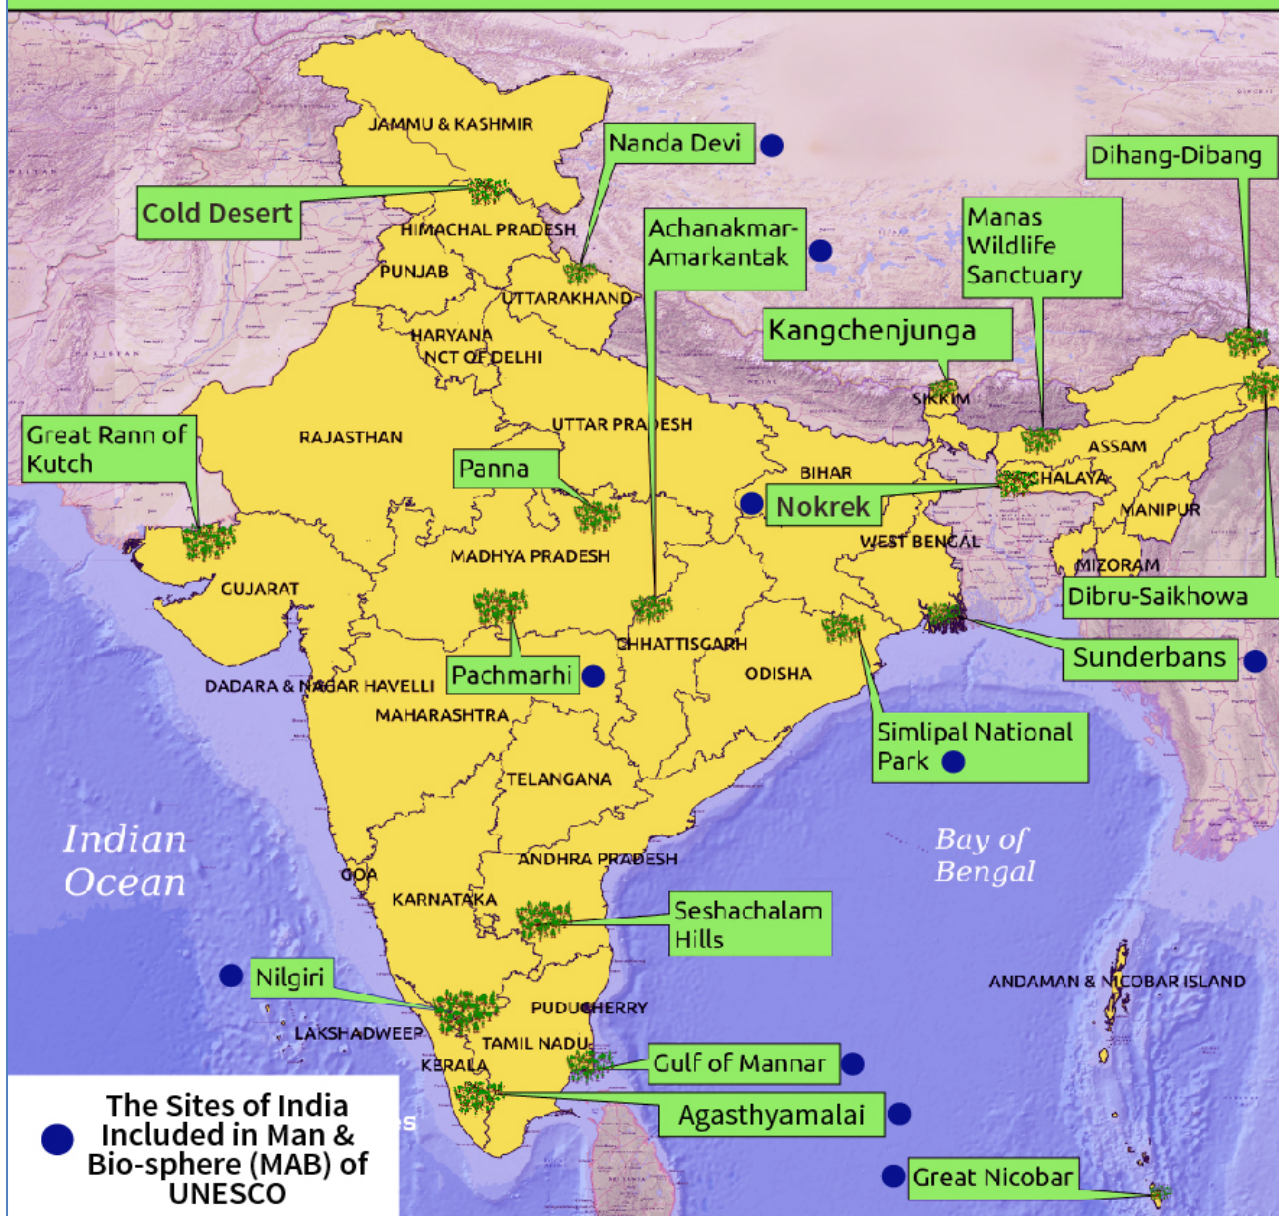 JAMMU & KASHMIR
Nanda Devi
Dihang-Dibang
Cold Desert
HIMACHAL PRADESH
Achanakmar-
Amarkantak
Manas
Wildlife
Sanctuary
PUNJAB
UTTARAKHAND
HARYANA
NCT OF DELHI
Kangchenjunga
SIKKIM
Great Rann of
Kutch
RAJASTHAN
UTTAR PRADESH
Panna
BIHAR
ASSAM
Nokrek
GHALAYA
MANIPUR
WEST BENGAL
MADHYA PRADESH
MIZORAM
GUJARAT
Dibru-Saikhowa
CHHATTISGARH
Sunderbans
Pachmarhi
ODISHA
DADARA & NAGAR HAVELLI
MAHARASHTRA
Simlipal National
Park
TELANGANA
Indian
Ocean
Bay of
Bengal
ANDHRA PRADESH
GOA
KARNATAKA
Seshachalam
Hills
Nilgiri
ANDAMAN & NICOBAR ISLAND
PUDUCHERRY
LAKSHADWEEP
TAMIL NADU
KERALA
Gulf of Mannar
Agasthyamalai
es
Great Nicobar
The Sites of India
Included in Man &
Bio-sphere (MAB) of
UNESCO